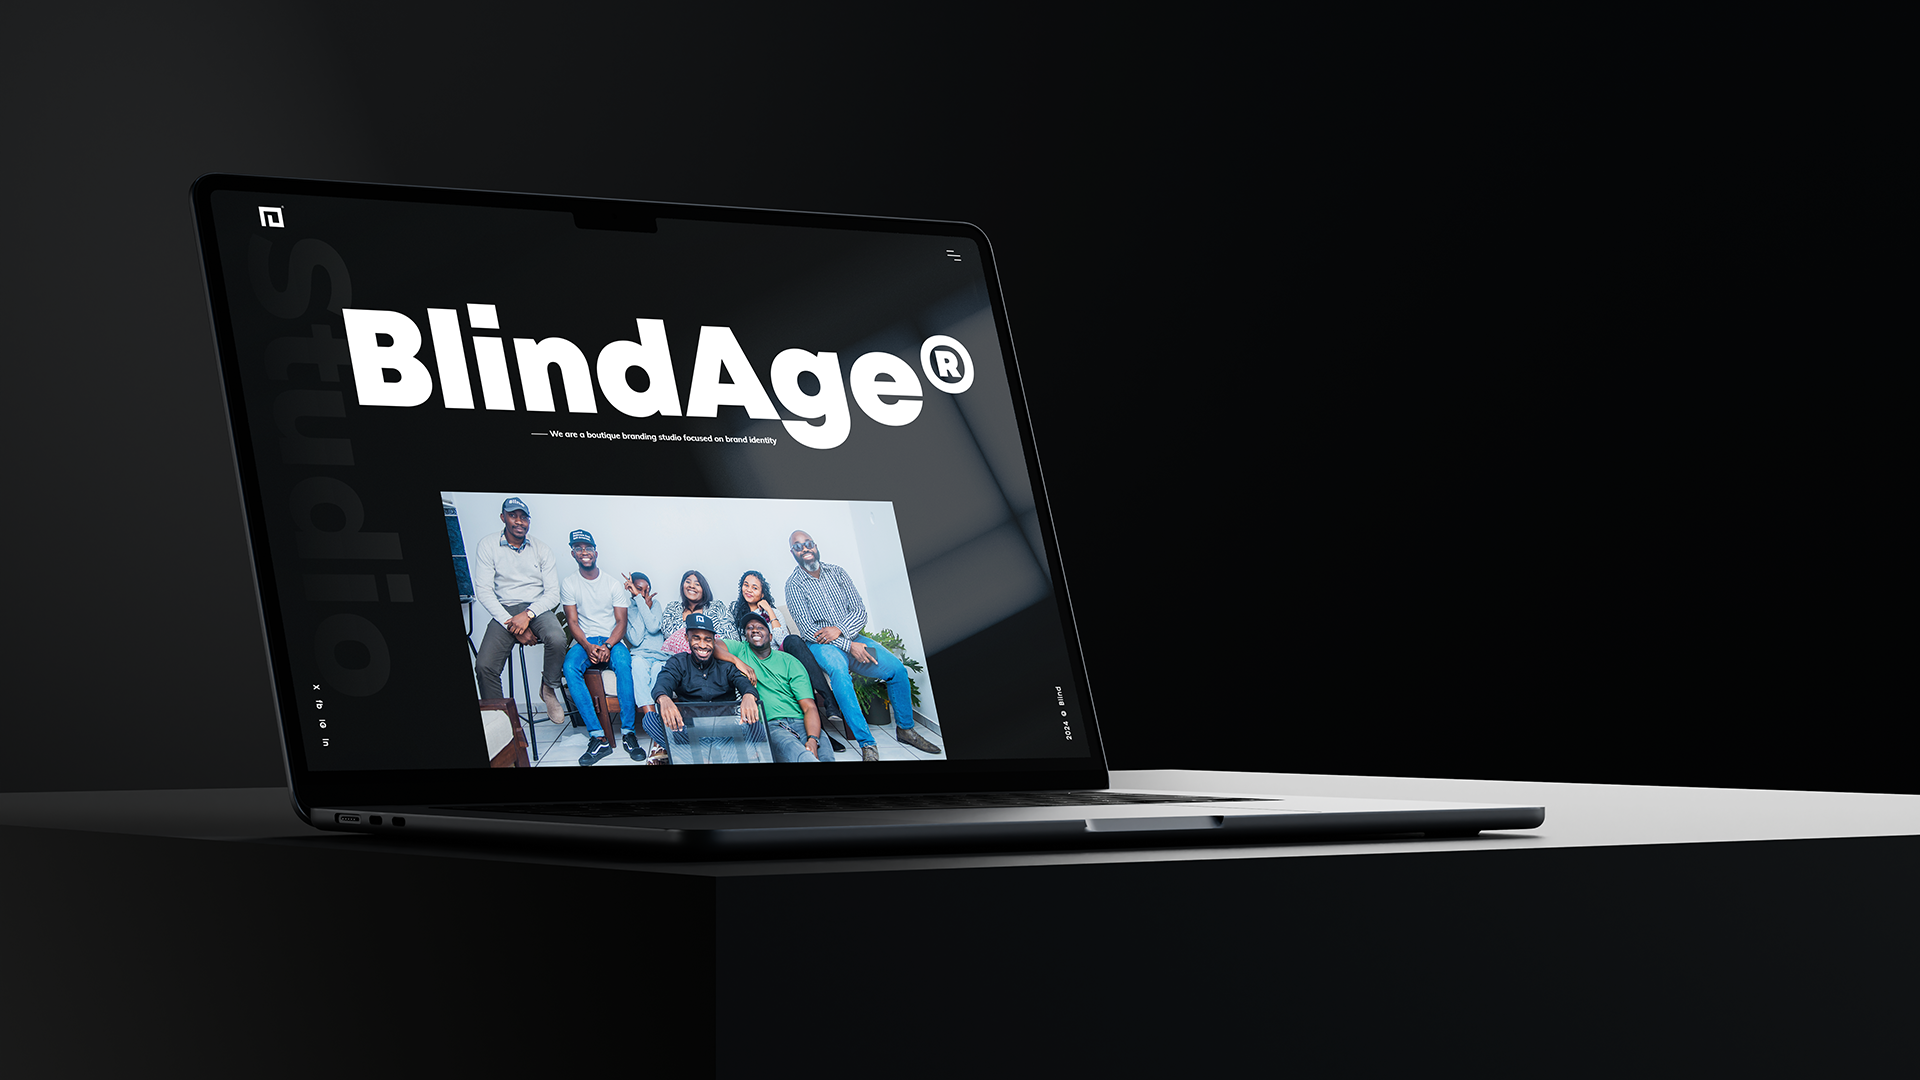 BlindAge®
Studio
— We are a boutique branding studio focused on brand identity
X
fb
ig
in
2024 © Blind